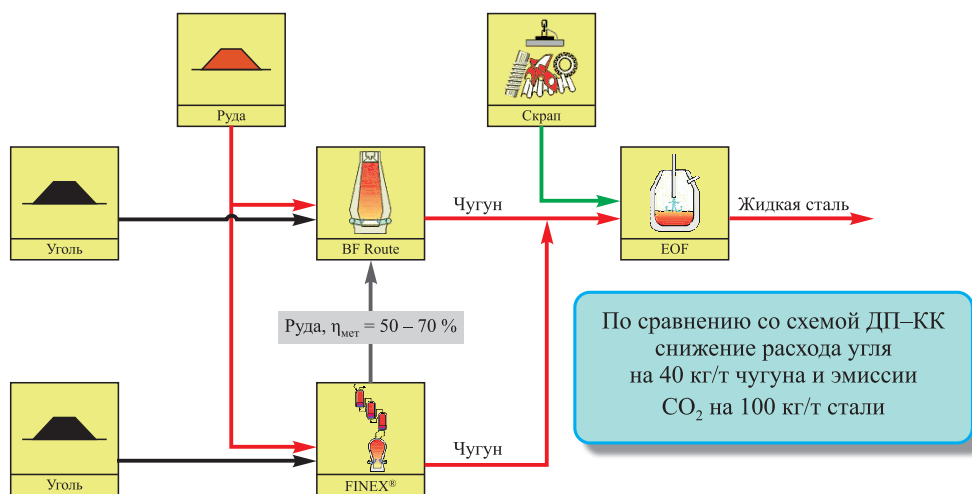 Руда
Скрап
Уголь
BF Route
Чугун
EOF
Жидкая сталь
Руда, ηмет = 50 – 70 %
По сравнению со схемой ДП–КК
снижение расхода угля
на 40 кг/т чугуна и эмиссии
CO₂ на 100 кг/т стали
Уголь
FINEX®
Чугун